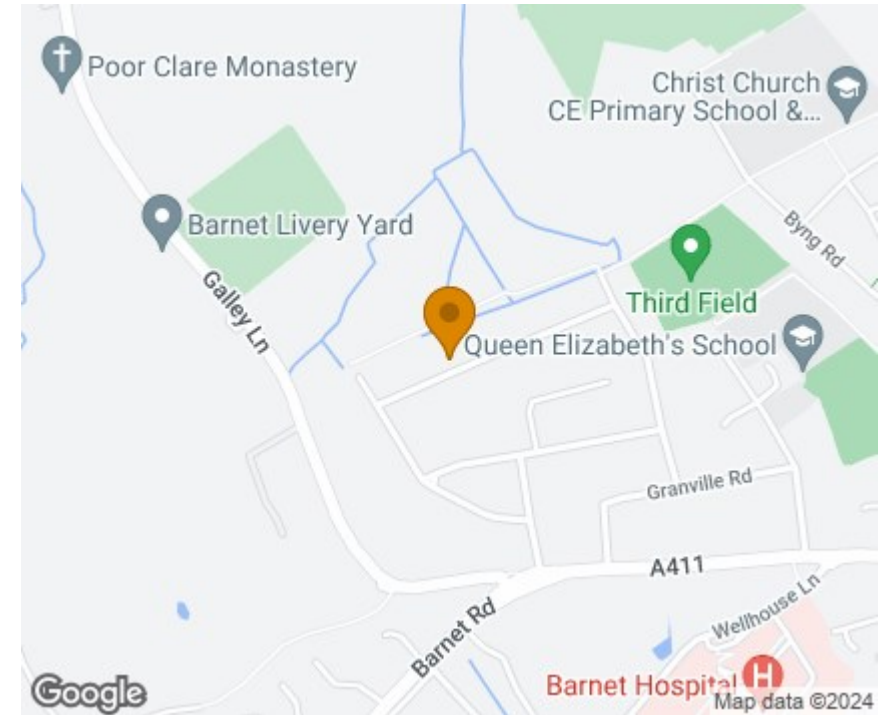 Poor Clare Monastery
Christ Church
CE Primary School &...
Barnet Livery Yard
Byng Rd
Galley Ln
Third Field
Queen Elizabeth's School
Granville Rd
A411
Wellhouse Ln
Barnet Rd
Barnet Hospital
H
Google
Map data ©2024